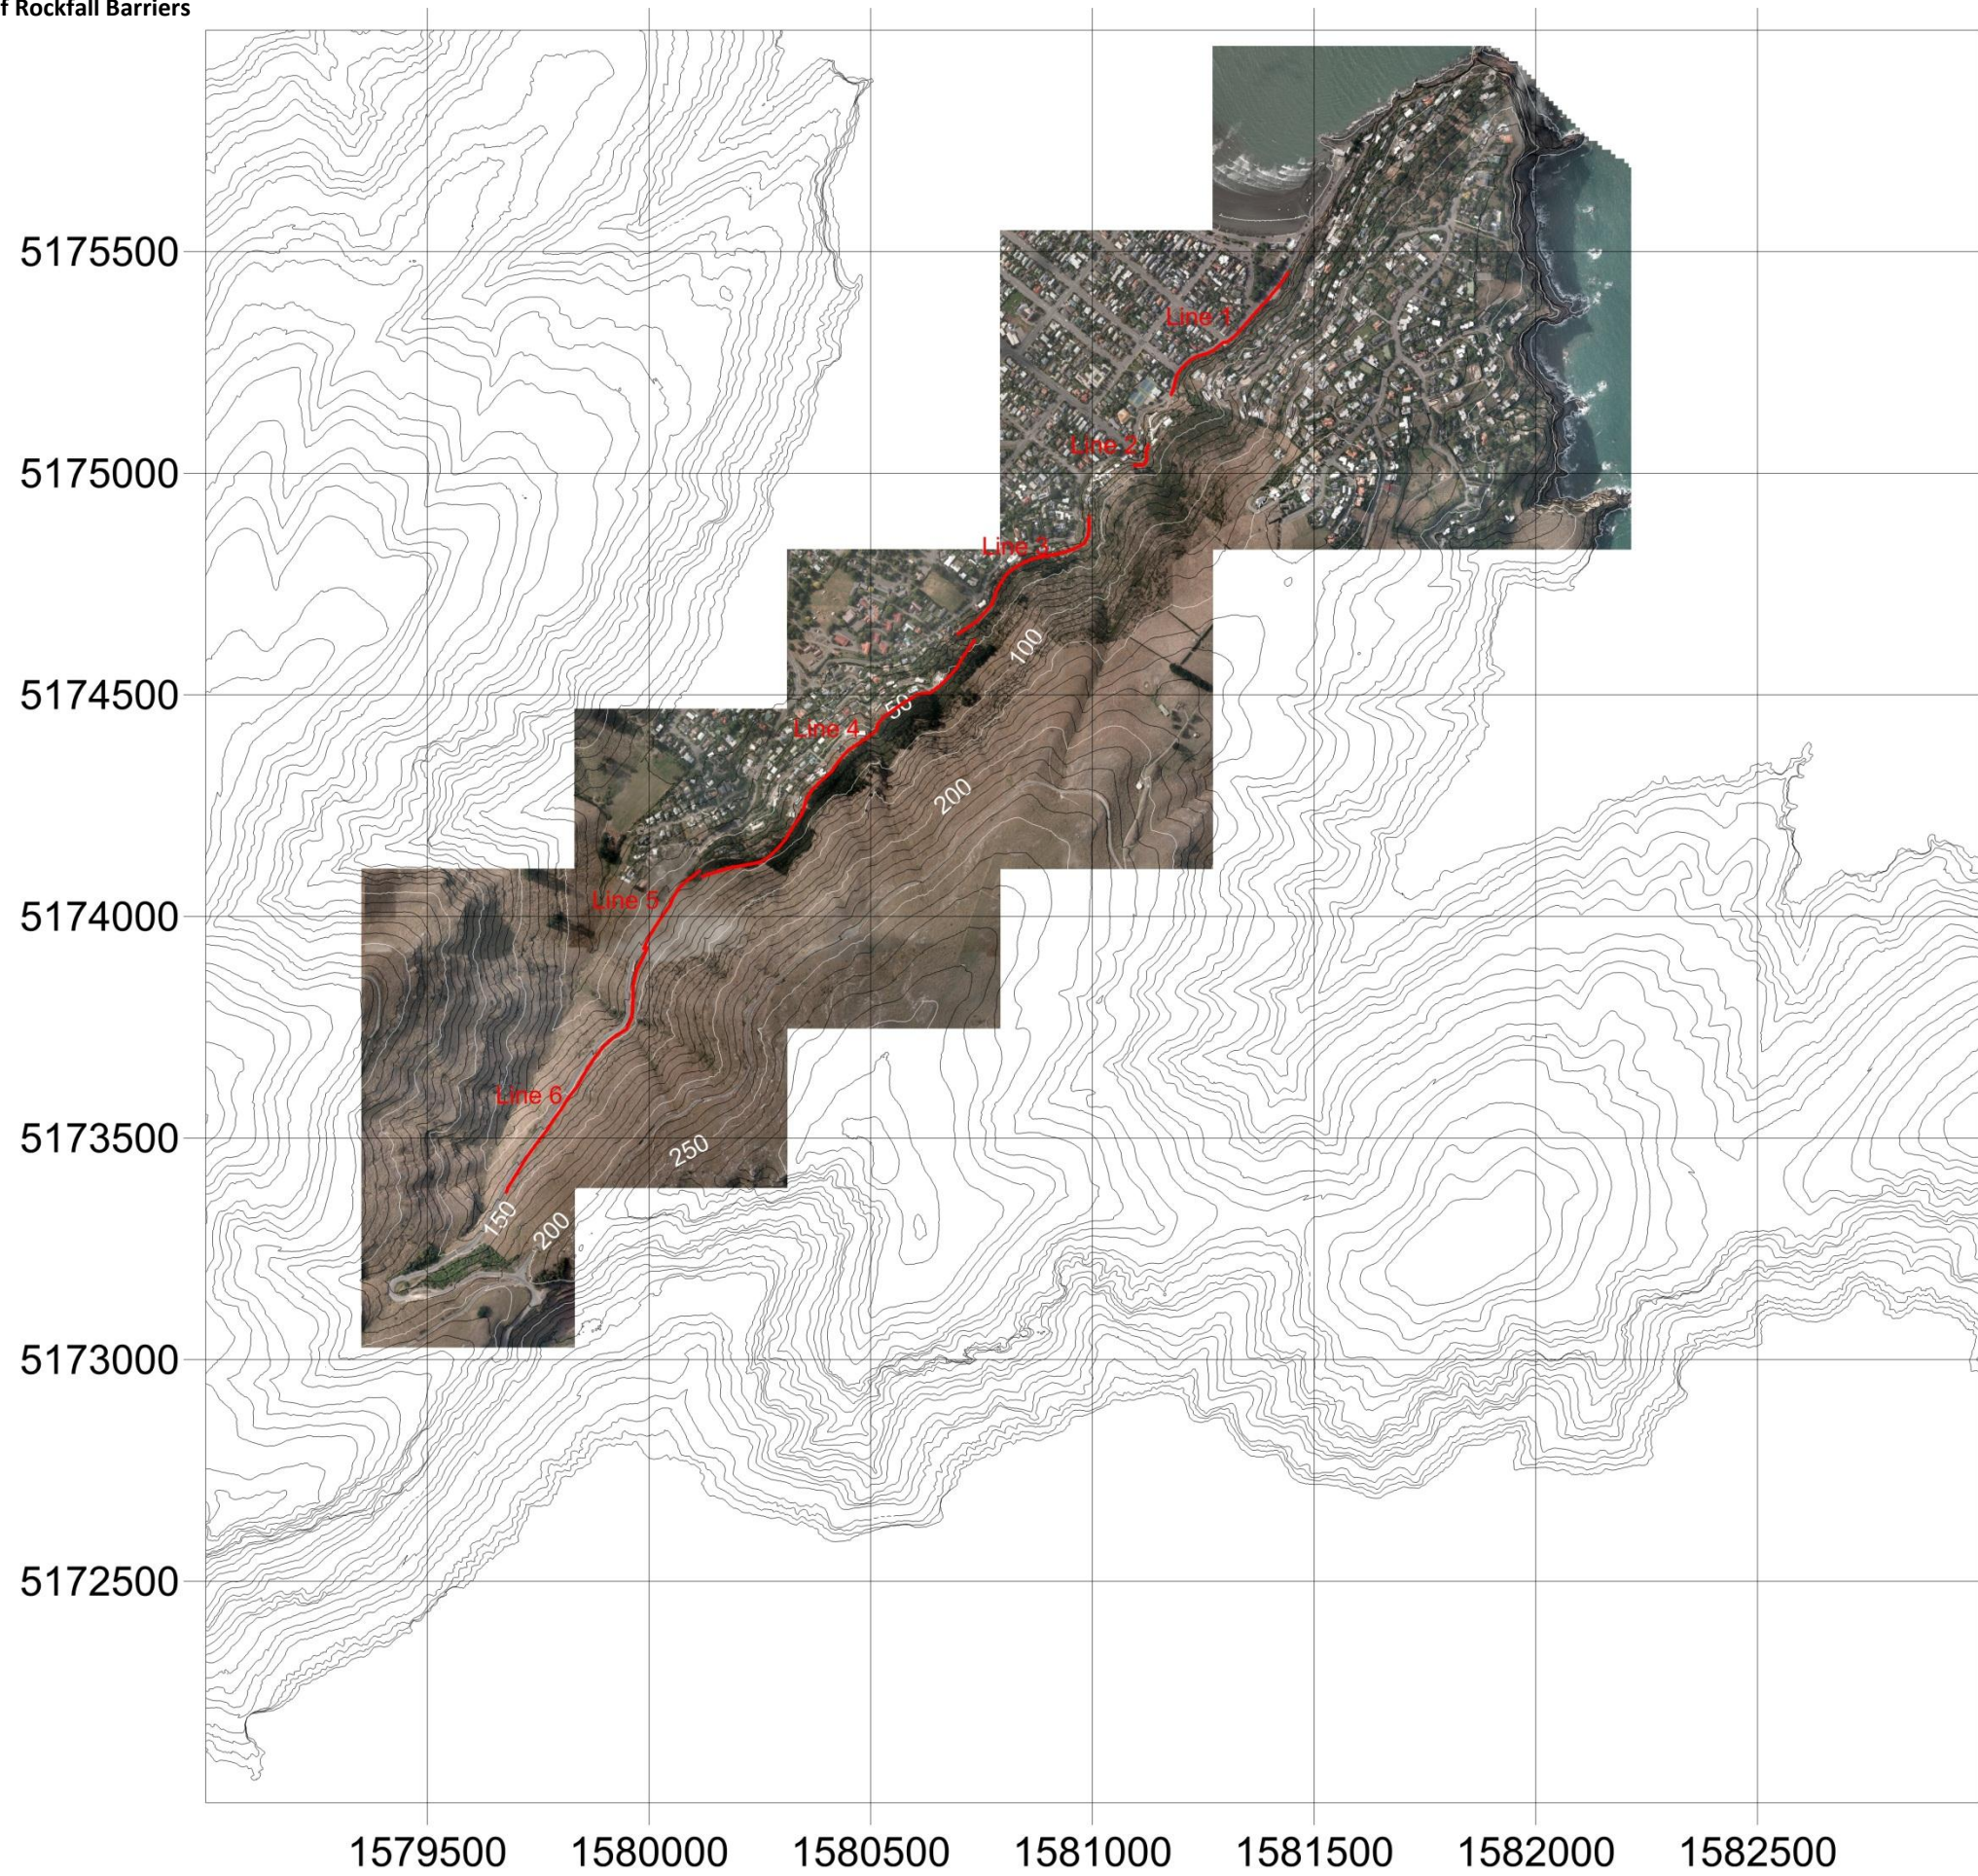 f Rockfall Barriers
5175500
Line 1
Line 2
5175000
Line 3
100
5174500
50
Line 4
200
5174000
Line 5
Line 6
5173500
250
150
200
5173000
5172500
1579500 1580000 1580500 1581000 1581500 1582000 1582500